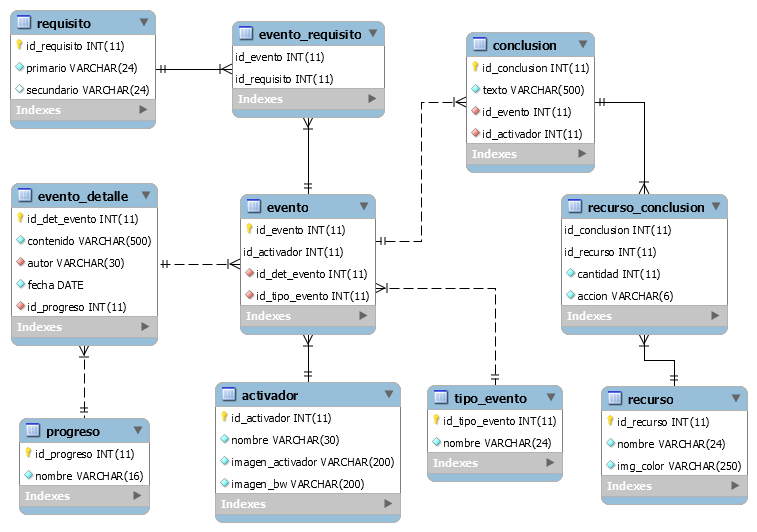 requisito
id_requisito INT(11)
primario VARCHAR(24)
secundario VARCHAR(24)
Indexes
evento_requisito
id_evento INT(11)
id_requisito INT(11)
Indexes
conclusion
id_conclusion INT(11)
texto VARCHAR(500)
id_evento INT(11)
id_activador INT(11)
Indexes
evento_detalle
id_det_evento INT(11)
contenido VARCHAR(500)
autor VARCHAR(30)
fecha DATE
id_progreso INT(11)
Indexes
evento
id_evento INT(11)
id_activador INT(11)
id_det_evento INT(11)
id_tipo_evento INT(11)
Indexes
recurso_conclusion
id_conclusion INT(11)
id_recurso INT(11)
cantidad INT(11)
accion VARCHAR(6)
Indexes
progreso
id_progreso INT(11)
nombre VARCHAR(16)
Indexes
activador
id_activador INT(11)
nombre VARCHAR(30)
imagen_activador VARCHAR(200)
imagen_bw VARCHAR(200)
Indexes
tipo_evento
id_tipo_evento INT(11)
nombre VARCHAR(24)
Indexes
recurso
id_recurso INT(11)
nombre VARCHAR(24)
img_color VARCHAR(250)
Indexes